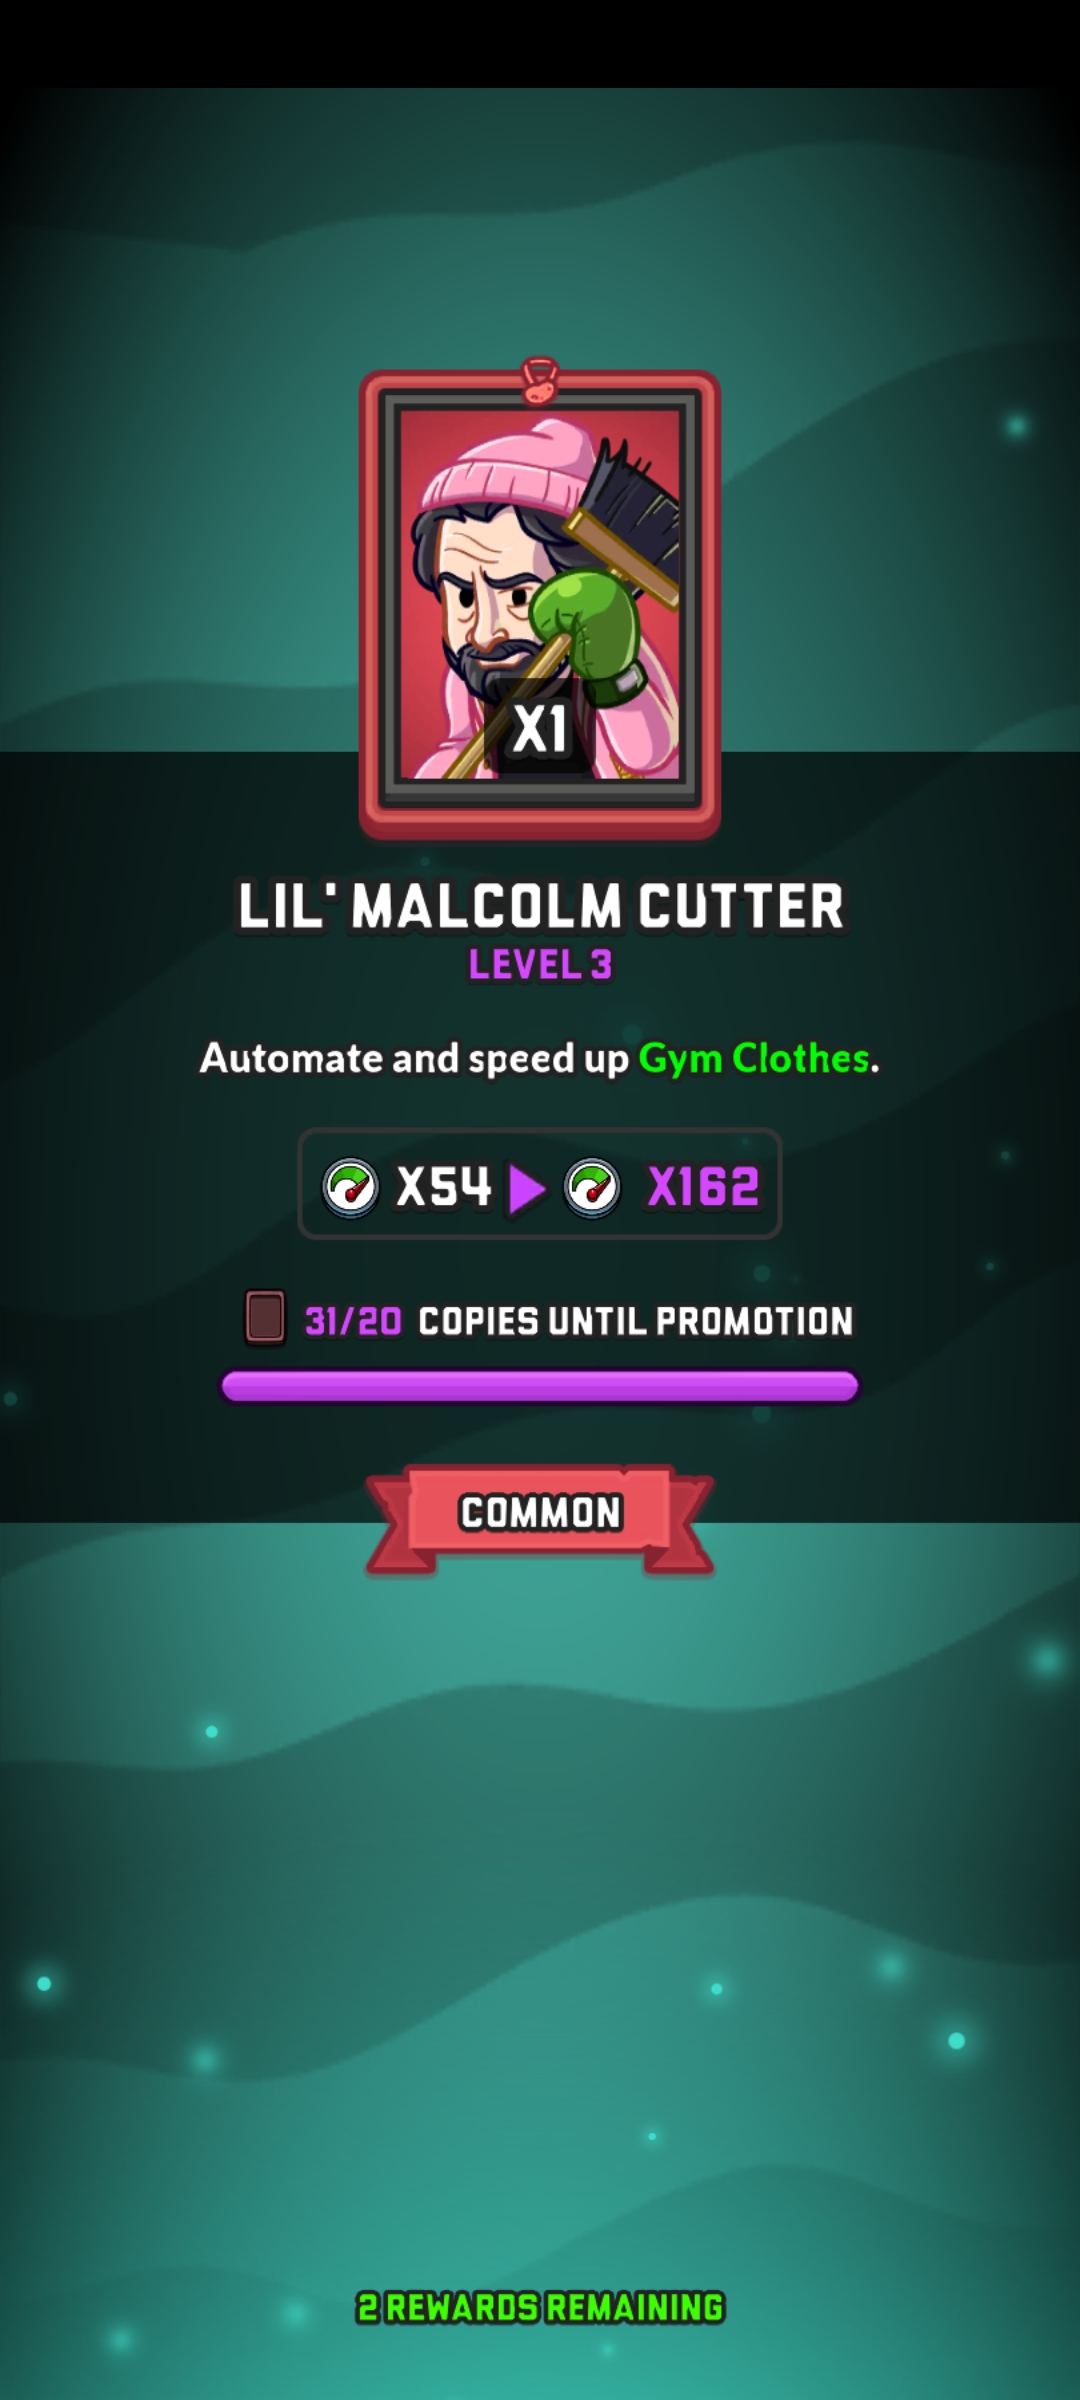 X1
LIL' MALCOLM CUTTER
LEVEL 3
Automate and speed up Gym Clothes.
X54 X162
31/20 COPIES UNTIL PROMOTION
COMMON
2 REWARDS REMAINING